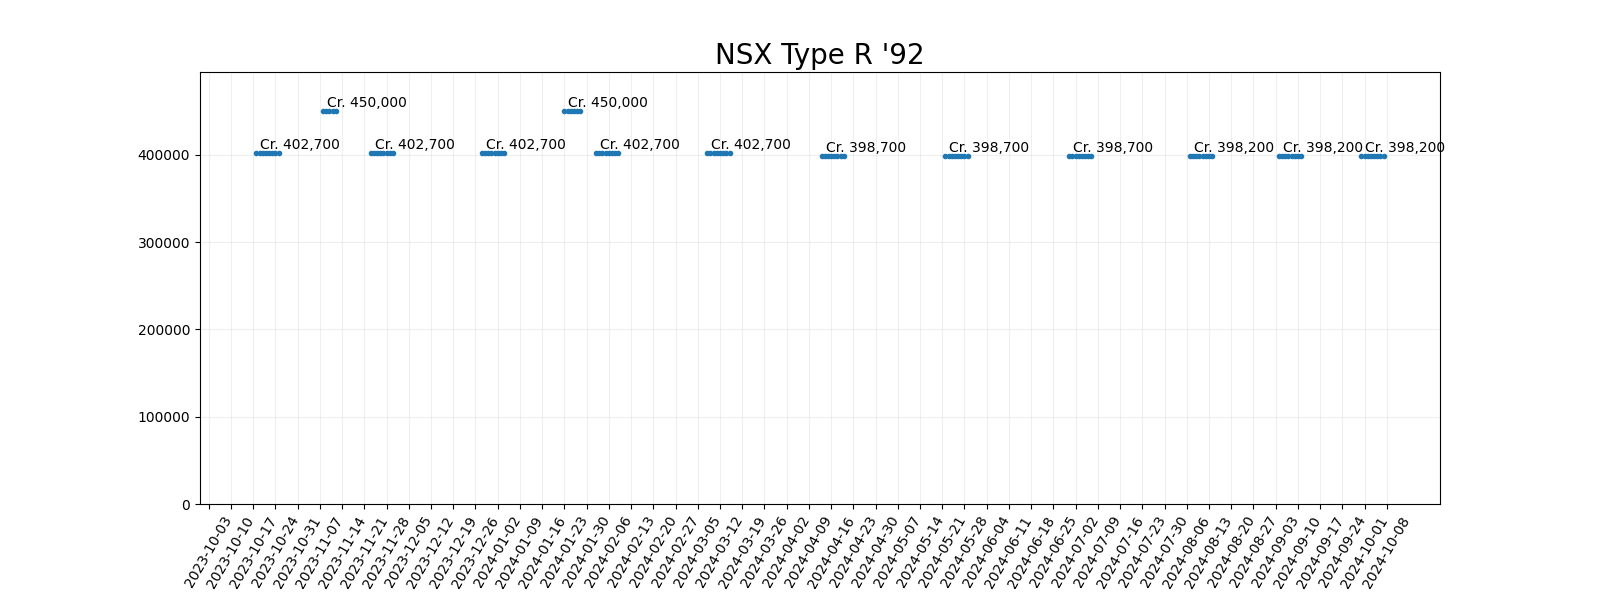 NSX Type R '92
Cr. 450,000 Cr. 450,000
Cr. 402,700 Cr. 402,700 Cr. 402,700 Cr. 402,700 Cr. 402,700 Cr. 398,700 Cr. 398,700 Cr. 398,700 Cr. 398,200 Cr. 398,200 Cr. 398,200
400000
300000
200000
100000
0
2023-10-03 2023-10-10 2023-10-17 2023-10-24 2023-10-31 2023-11-07 2023-11-14 2023-11-21 2023-11-28 2023-12-05 2023-12-12 2023-12-19 2023-12-26 2024-01-02 2024-01-09 2024-01-16 2024-01-23 2024-01-30 2024-02-06 2024-02-13 2024-02-20 2024-02-27 2024-03-05 2024-03-12 2024-03-19 2024-03-26 2024-04-02 2024-04-09 2024-04-16 2024-04-23 2024-04-30 2024-05-07 2024-05-14 2024-05-21 2024-05-28 2024-06-04 2024-06-11 2024-06-18 2024-06-25 2024-07-02 2024-07-09 2024-07-16 2024-07-23 2024-07-30 2024-08-06 2024-08-13 2024-08-20 2024-08-27 2024-09-03 2024-09-10 2024-09-17 2024-09-24 2024-10-01 2024-10-08